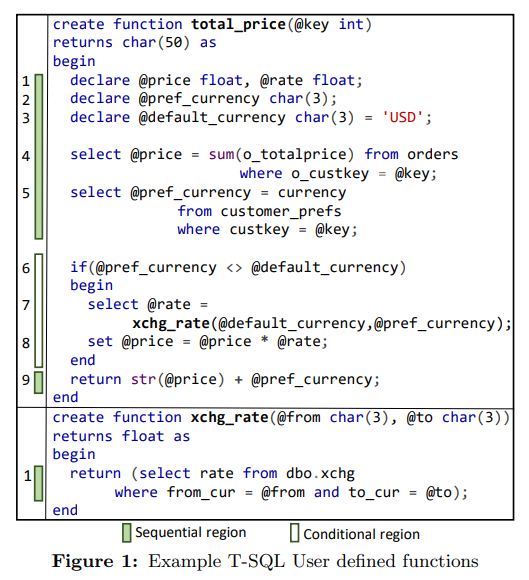 create function total_price(@key int)
returns char(50) as
begin
1 declare @price float, @rate float;
2 declare @pref_currency char(3);
3 declare @default_currency char(3) = 'USD';
4 select @price = sum(o_totalprice) from orders
where o_custkey = @key;
5 select @pref_currency = currency
from customer_prefs
where custkey = @key;
6 if(@pref_currency <> @default_currency)
begin
7 select @rate =
xchg_rate(@default_currency,@pref_currency);
8 set @price = @price * @rate;
end
9 return str(@price) + @pref_currency;
end
create function xchg_rate(@from char(3), @to char(3))
returns float as
begin
1 return (select rate from dbo.xchg
where from_cur = @from and to_cur = @to);
end
Sequential region Conditional region
Figure 1: Example T-SQL User defined functions